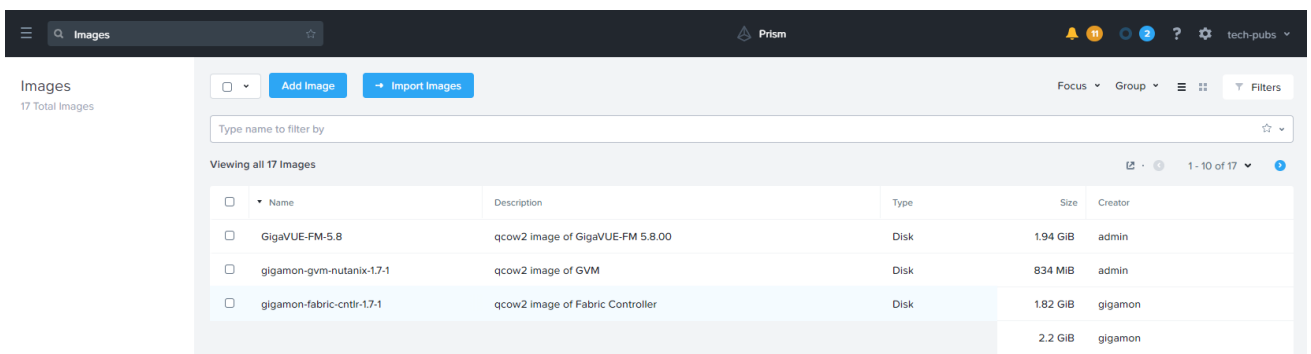 Images
Prism
11
2
?
tech-pubs
Images
17 Total Images
Add Image
Import Images
Focus
Group
Filters
Type name to filter by
Viewing all 17 Images
1 - 10 of 17
Name Description Type Size Creator
GigaVUE-FM-5.8 qcow2 image of GigaVUE-FM 5.8.00 Disk 1.94 GiB admin
gigamon-gvm-nutanix-1.7-1 qcow2 image of GVM Disk 834 MiB admin
gigamon-fabric-cntlr-1.7-1 qcow2 image of Fabric Controller Disk 1.82 GiB gigamon
2.2 GiB gigamon